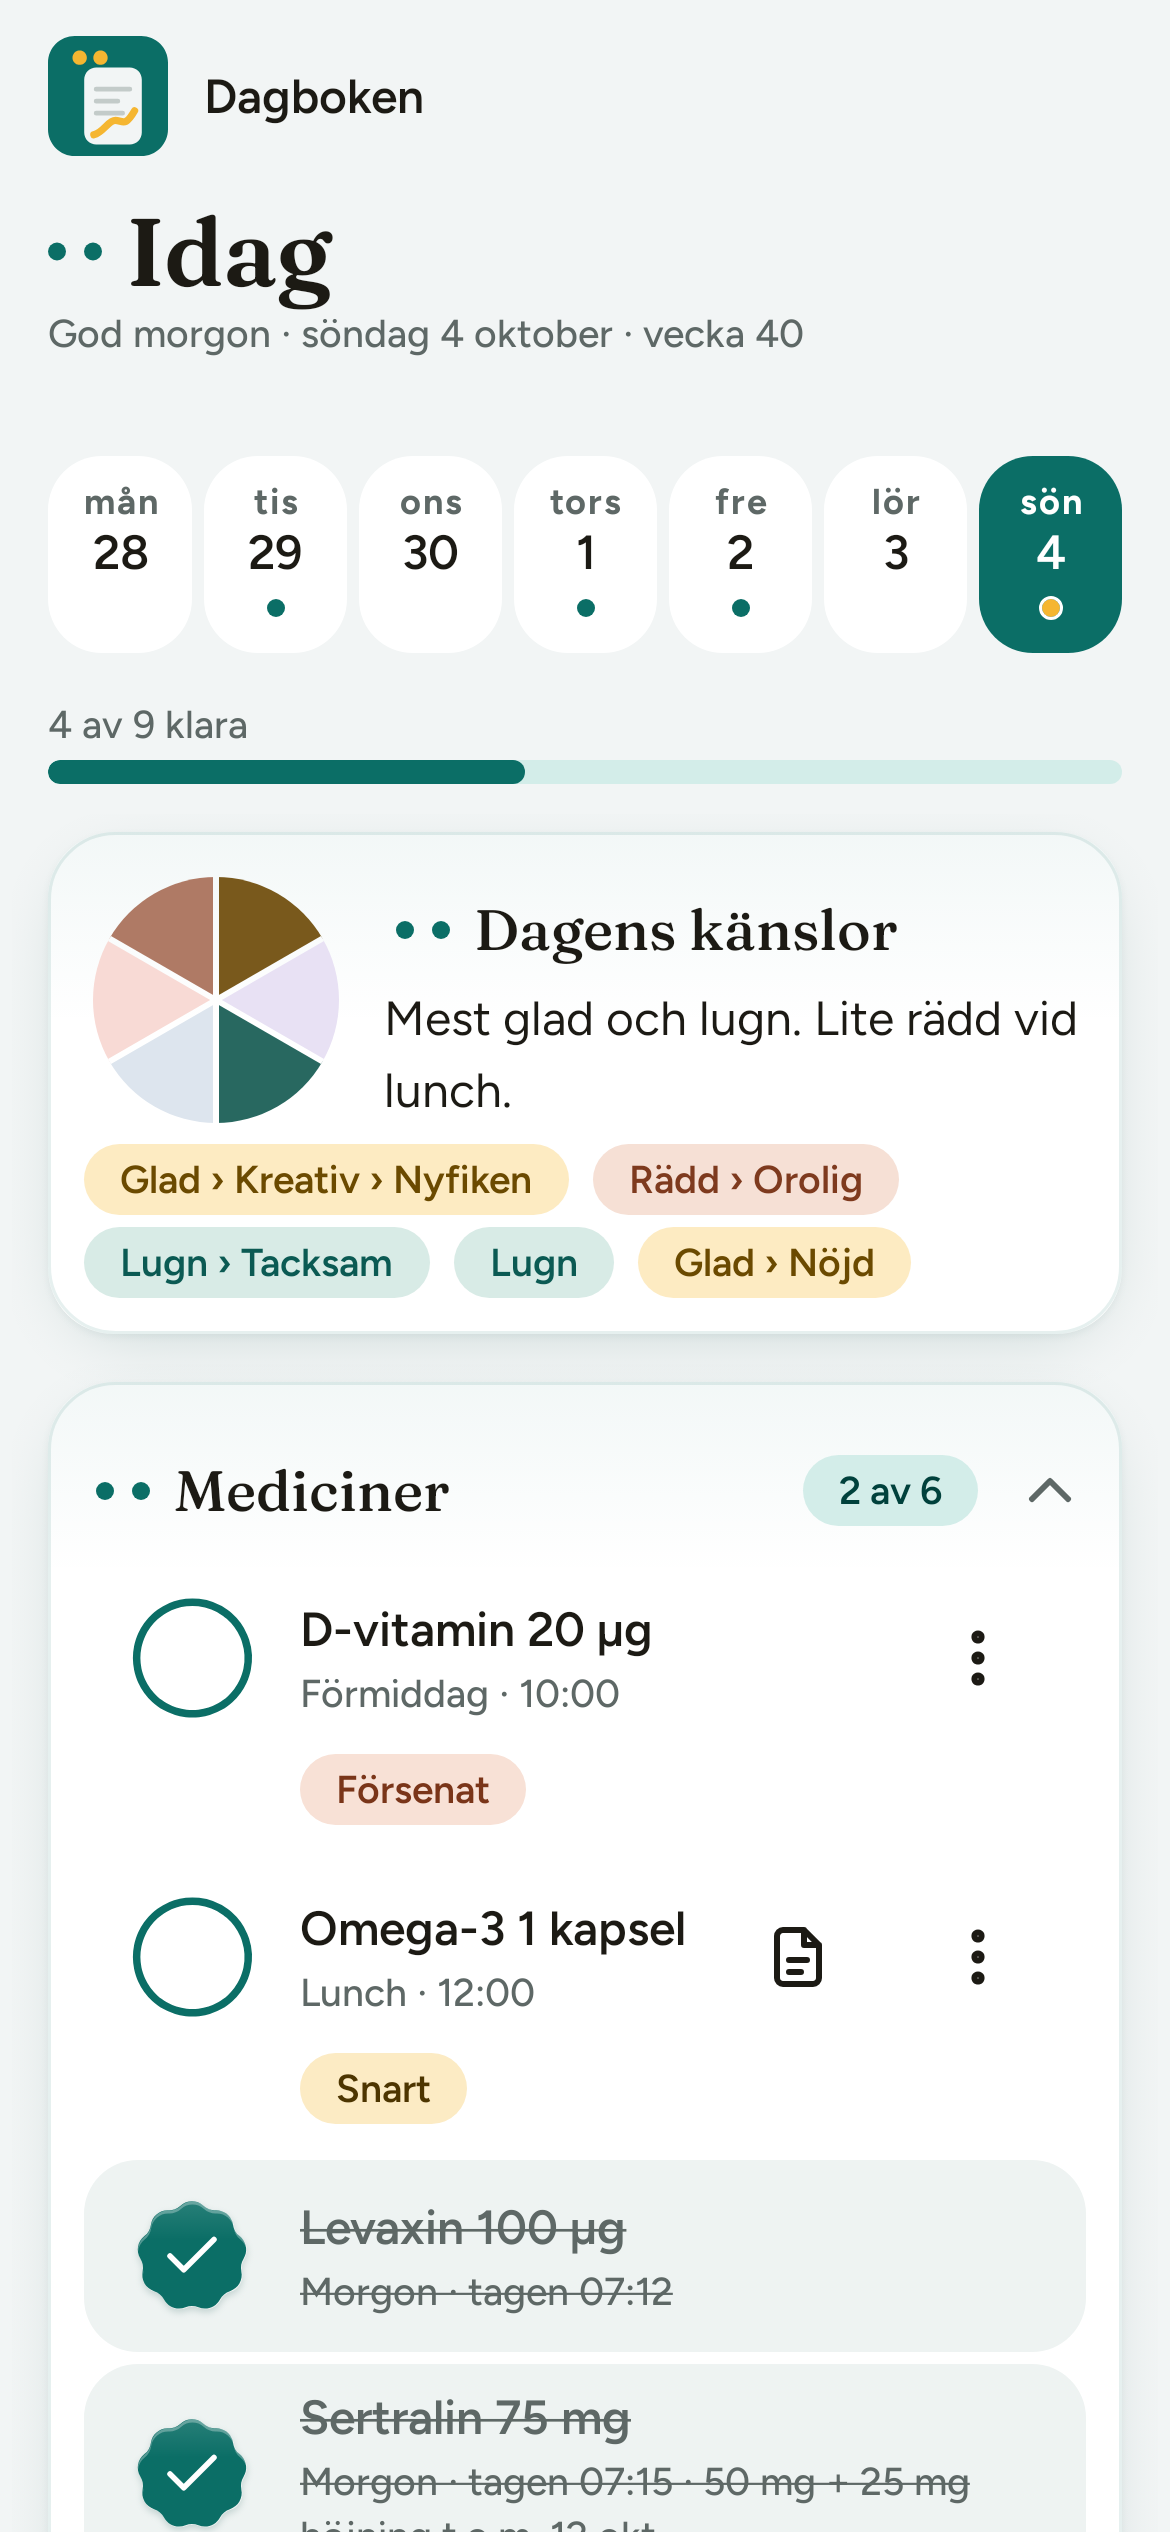 Dagboken
Idag
God morgon · söndag 4 oktober · vecka 40
mån tis ons tors fre lör sön
28 29 30 1 2 3 4
4 av 9 klara
Dagens känslor
Mest glad och lugn. Lite rädd vid
lunch.
Glad › Kreativ › Nyfiken Rädd › Orolig
Lugn › Tacksam Lugn Glad › Nöjd
Mediciner 2 av 6
D-vitamin 20 µg
Förmiddag · 10:00
Försenat
Omega-3 1 kapsel
Lunch · 12:00
Snart
Levaxin 100 µg
Morgon · tagen 07:12
Sertralin 75 mg
Morgon · tagen 07:15 · 50 mg + 25 mg
höjning t.o.m. 12 okt